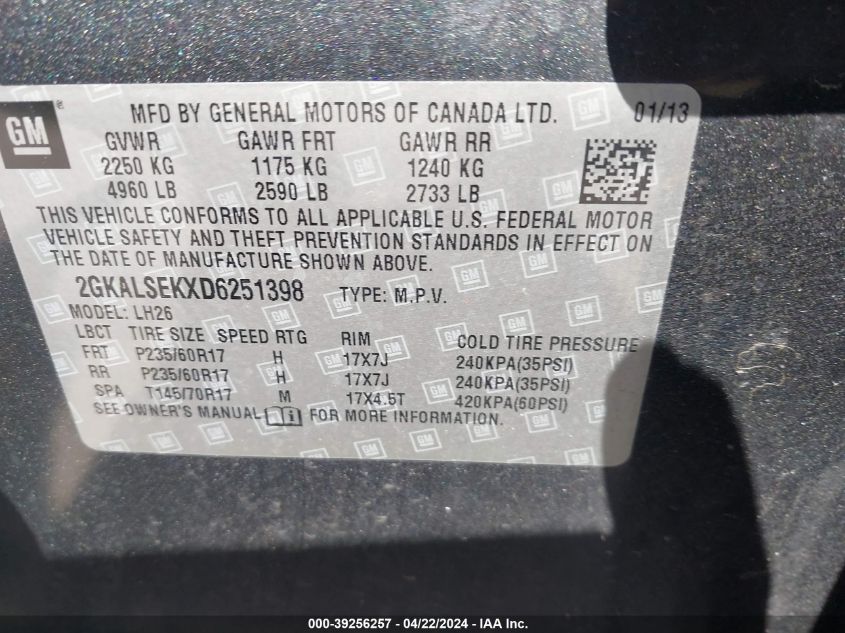 GM ® MFD BY GENERAL MOTORS OF CANADA LTD. 01/13
GVWR GAWR FRT GAWR RR
2250 KG 1175 KG 1240 KG
4960 LB 2590 LB 2733 LB
THIS VEHICLE CONFORMS TO ALL APPLICABLE U.S. FEDERAL MOTOR
VEHICLE SAFETY AND THEFT PREVENTION STANDARDS IN EFFECT ON
THE DATE OF MANUFACTURE SHOWN ABOVE.
2GKALSEKXD6251398 TYPE: M.P.V.
MODEL: LH26
LBCT TIRE SIZE SPEED RTG RIM COLD TIRE PRESSURE
FRT P235/60R17 H 17X7J 240KPA(35PSI)
RR P235/60R17 H 17X7J 240KPA(35PSI)
SPA T145/70R17 M 17X4.5T 420KPA(60PSI)
SEE OWNER'S MANUAL FOR MORE INFORMATION.
000-39256257 - 04/22/2024 - IAA Inc.